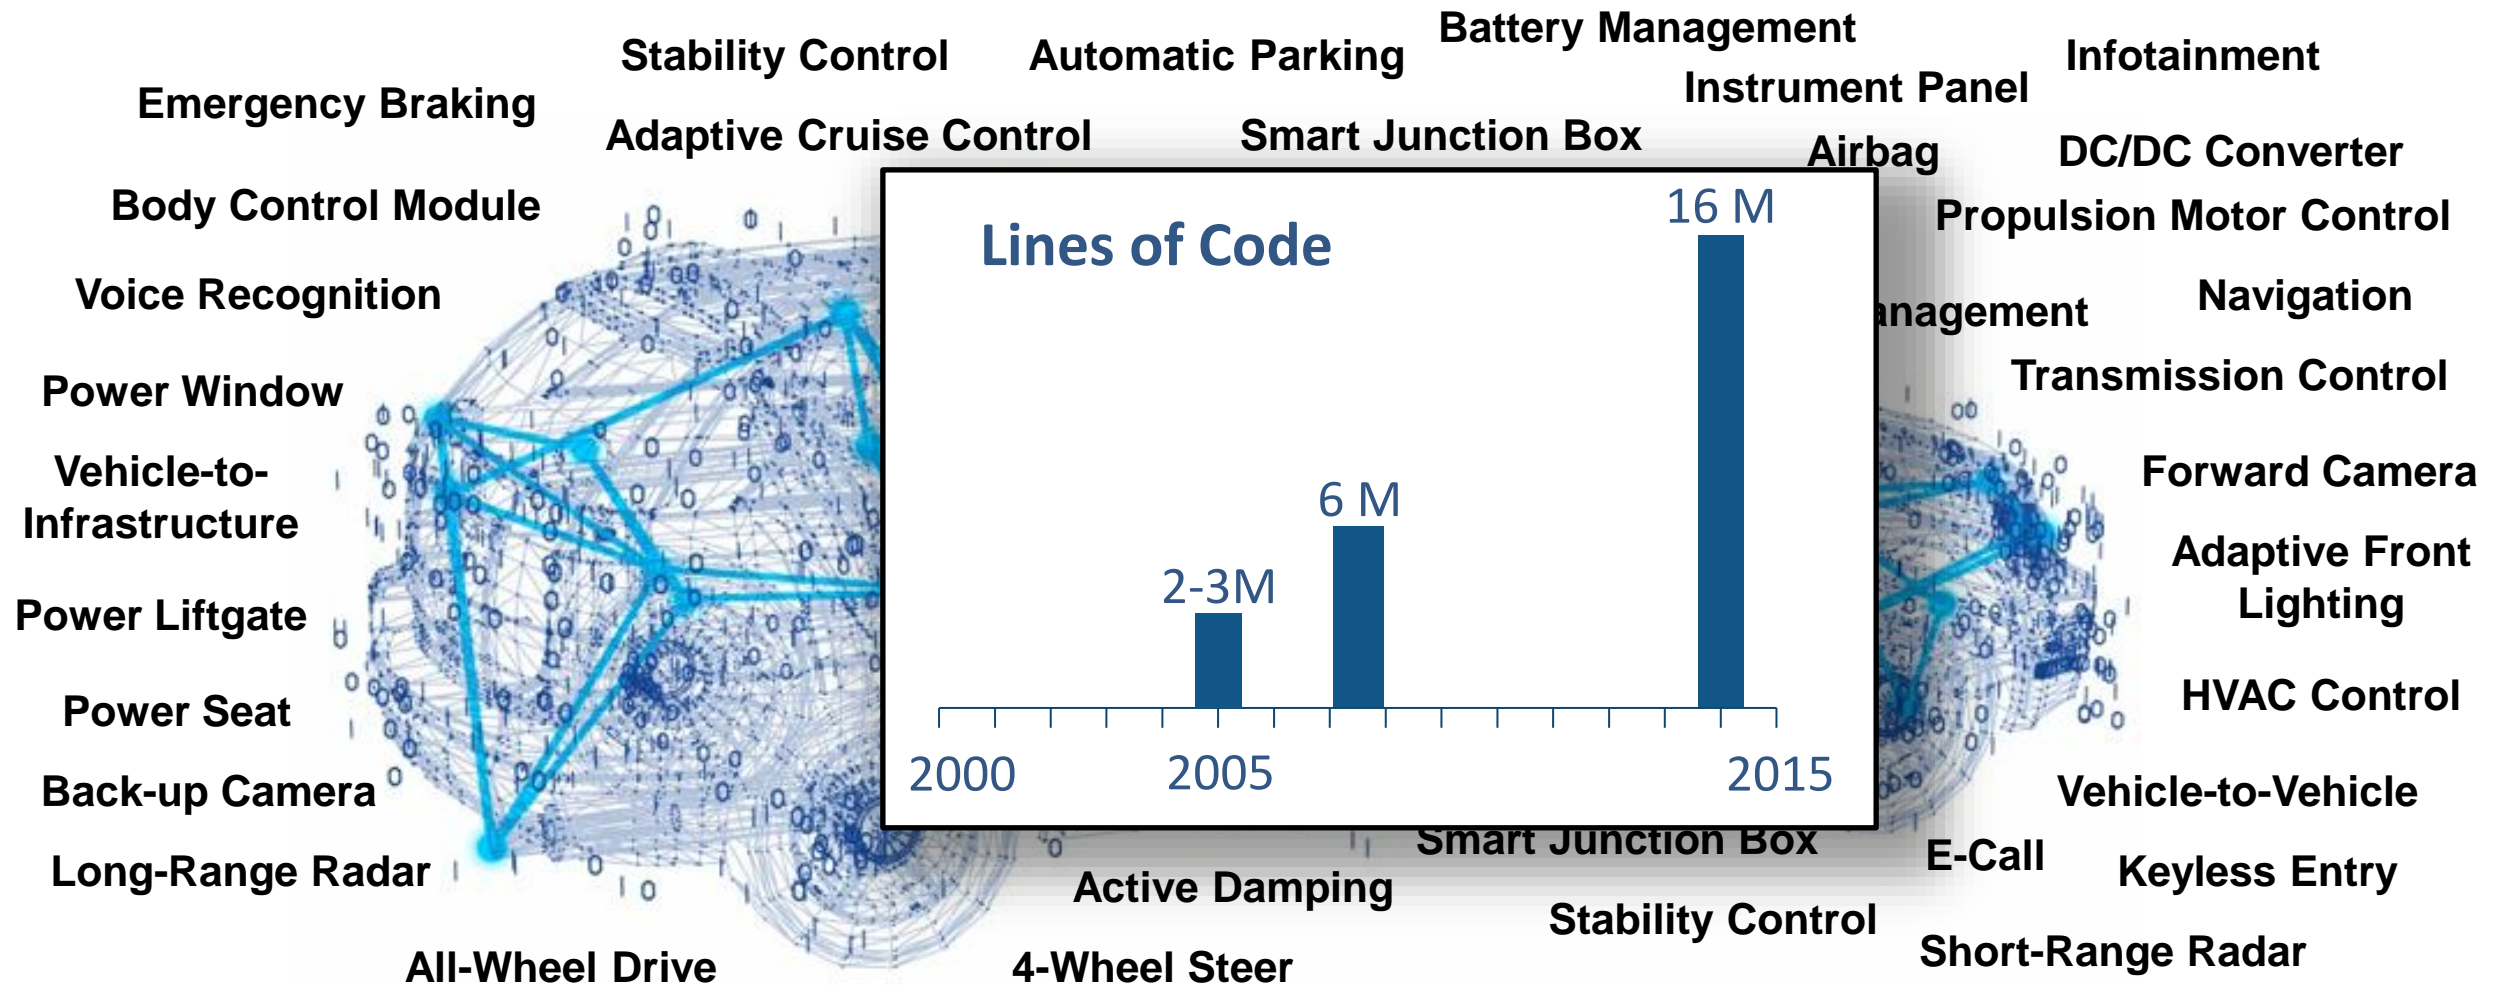 Battery Management
Stability Control
Automatic Parking
Infotainment
Instrument Panel
Emergency Braking
Adaptive Cruise Control
Smart Junction Box
Airbag
DC/DC Converter
Body Control Module
Propulsion Motor Control
Voice Recognition
Navigation
anagement
Power Window
Transmission Control
Vehicle-to-
Infrastructure
Forward Camera
Adaptive Front
Lighting
Power Liftgate
Power Seat
HVAC Control
Back-up Camera
Vehicle-to-Vehicle
Long-Range Radar
Lines of Code
16 M
6 M
2-3M
2000
2005
2015
Smart Junction Box
E-Call
Keyless Entry
Active Damping
Stability Control
Short-Range Radar
All-Wheel Drive
4-Wheel Steer